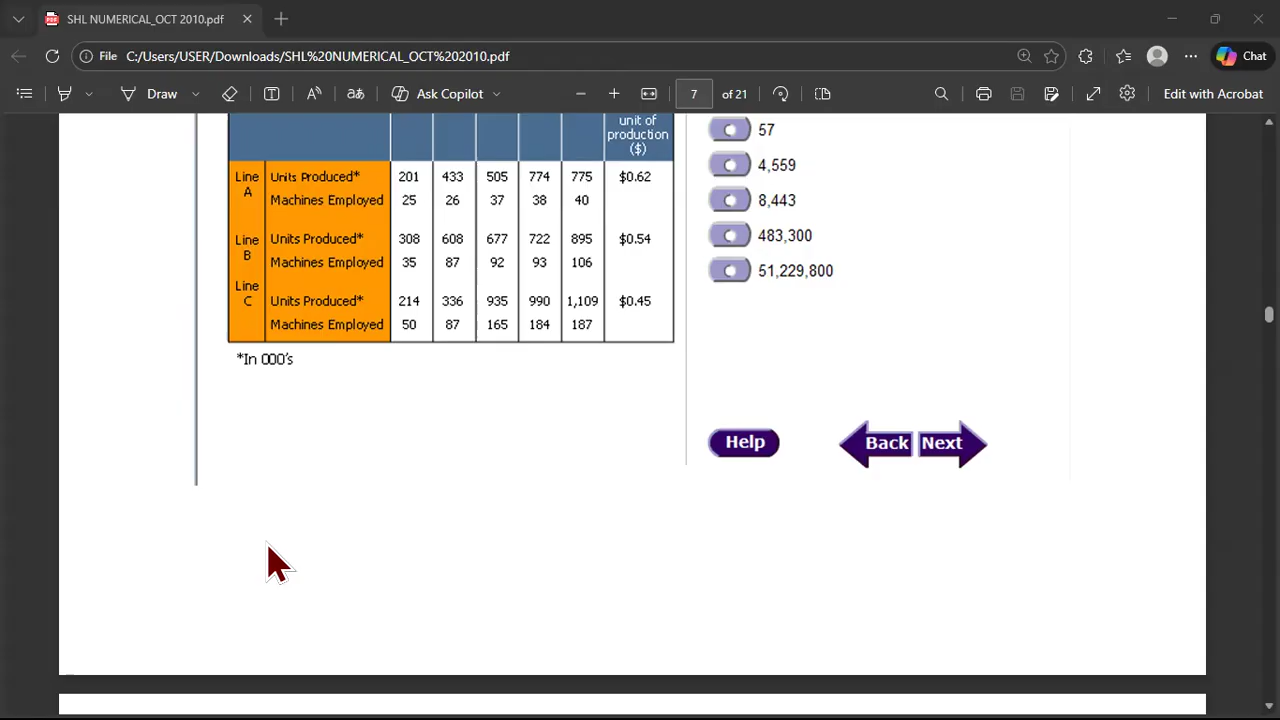 SHL NUMERICAL_OCT 2010.pdf
File C:/Users/USER/Downloads/SHL%20NUMERICAL_OCT%202010.pdf
Chat
Draw
Ask Copilot
7 of 21
Edit with Acrobat
unit of
production
($)
Line A Units Produced* 201 433 505 774 775 $0.62
Machines Employed 25 26 37 38 40
Line B Units Produced* 308 608 677 722 895 $0.54
Machines Employed 35 87 92 93 106
Line C Units Produced* 214 336 935 990 1,109 $0.45
Machines Employed 50 87 165 184 187
*In 000's
57
4,559
8,443
483,300
51,229,800
Help
Back Next